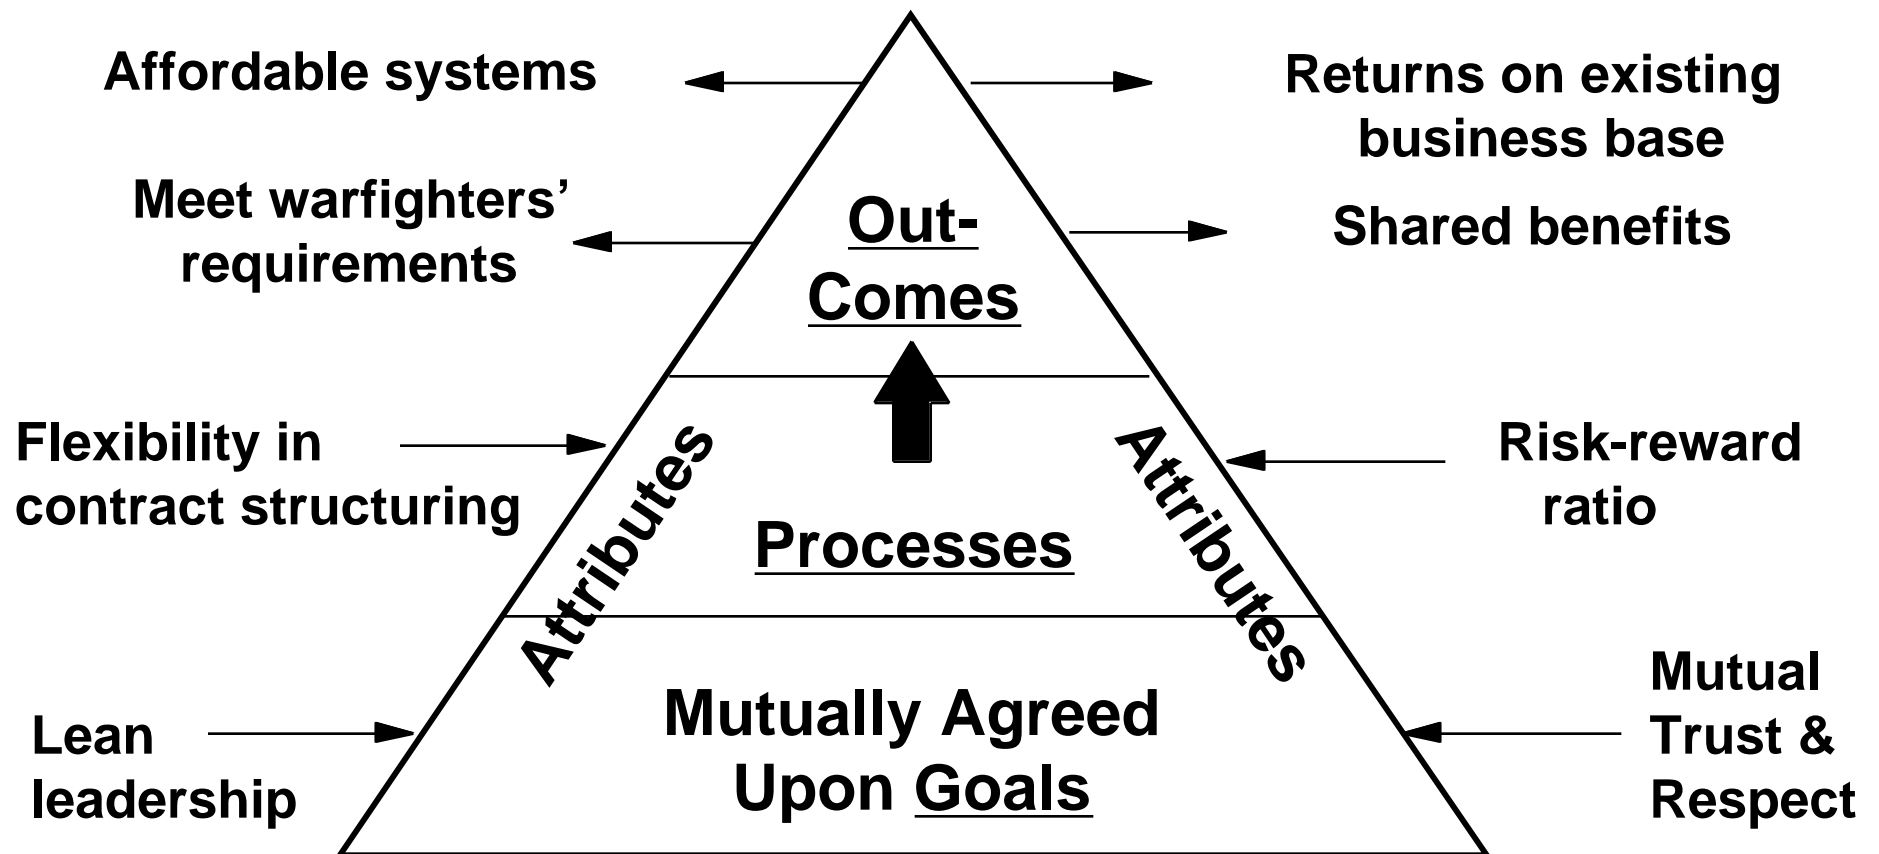 Affordable systems
Returns on existing
business base
Meet warfighters’
requirements
Out-
Comes
Shared benefits
Flexibility in
contract structuring
Attributes
Processes
Attributes
Risk-reward
ratio
Lean
leadership
Mutually Agreed
Upon Goals
Mutual
Trust &
Respect